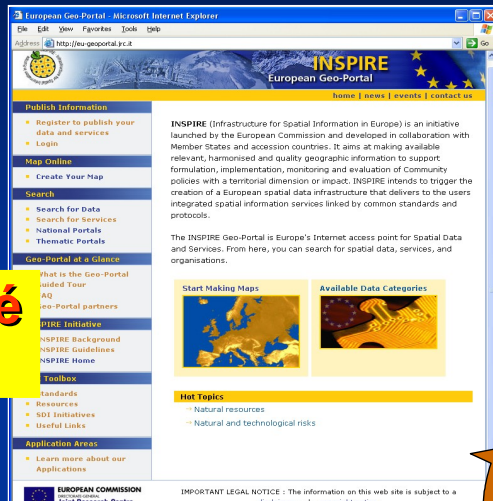 European Geo-Portal - Microsoft Internet Explorer
File Edit View Favorites Tools Help
Address http://eu-geoportal.jrc.it Go
INSPIRE
European Geo-Portal
home | news | events | contact us
Publish Information
Register to publish your
data and services
Login
Map Online
Create Your Map
Search
Search for Data
Search for Services
National Portals
Thematic Portals
Geo-Portal at a Glance
What is the Geo-Portal
Guided Tour
FAQ
Geo-Portal partners
é
INSPIRE Initiative
INSPIRE Background
INSPIRE Guidelines
INSPIRE Home
Toolbox
Standards
Resources
SDI Initiatives
Useful Links
Application Areas
Learn more about our
Applications
EUROPEAN COMMISSION
DIRECTORATE-GENERAL
Joint Research Centre
INSPIRE (Infrastructure for Spatial Information in Europe) is an initiative
launched by the European Commission and developed in collaboration with
Member States and accession countries. It aims at making available
relevant, harmonised and quality geographic information to support
formulation, implementation, monitoring and evaluation of Community
policies with a territorial dimension or impact. INSPIRE intends to trigger the
creation of a European spatial data infrastructure that delivers to the users
integrated spatial information services linked by common standards and
protocols.
The INSPIRE Geo-Portal is Europe's Internet access point for Spatial Data
and Services. From here, you can search for spatial data, services, and
organisations.
Start Making Maps
Available Data Categories
Hot Topics
Natural resources
Natural and technological risks
IMPORTANT LEGAL NOTICE : The information on this web site is subject to a